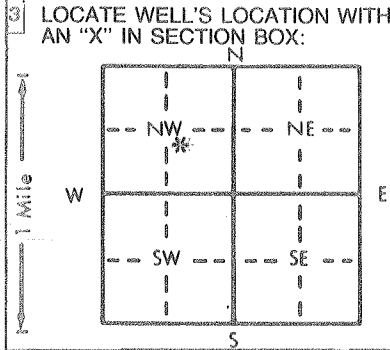 3 LOCATE WELL'S LOCATION WITH
AN "X" IN SECTION BOX:
N
NW NE
*
W E
1 Mile
SW SE
S